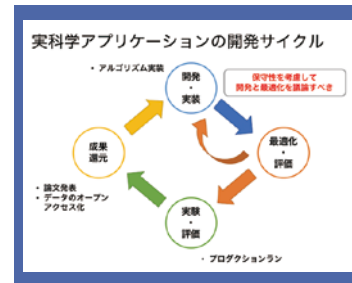 実科学アプリケーションの開発サイクル
・アルゴリズム実装
開発
・
実装
保守性を考慮して
開発と最適化を議論すべき
成果
還元
最適化
・
評価
・論文発表
・データのオープン
アクセス化
実験
・
評価
・プロダクションラン